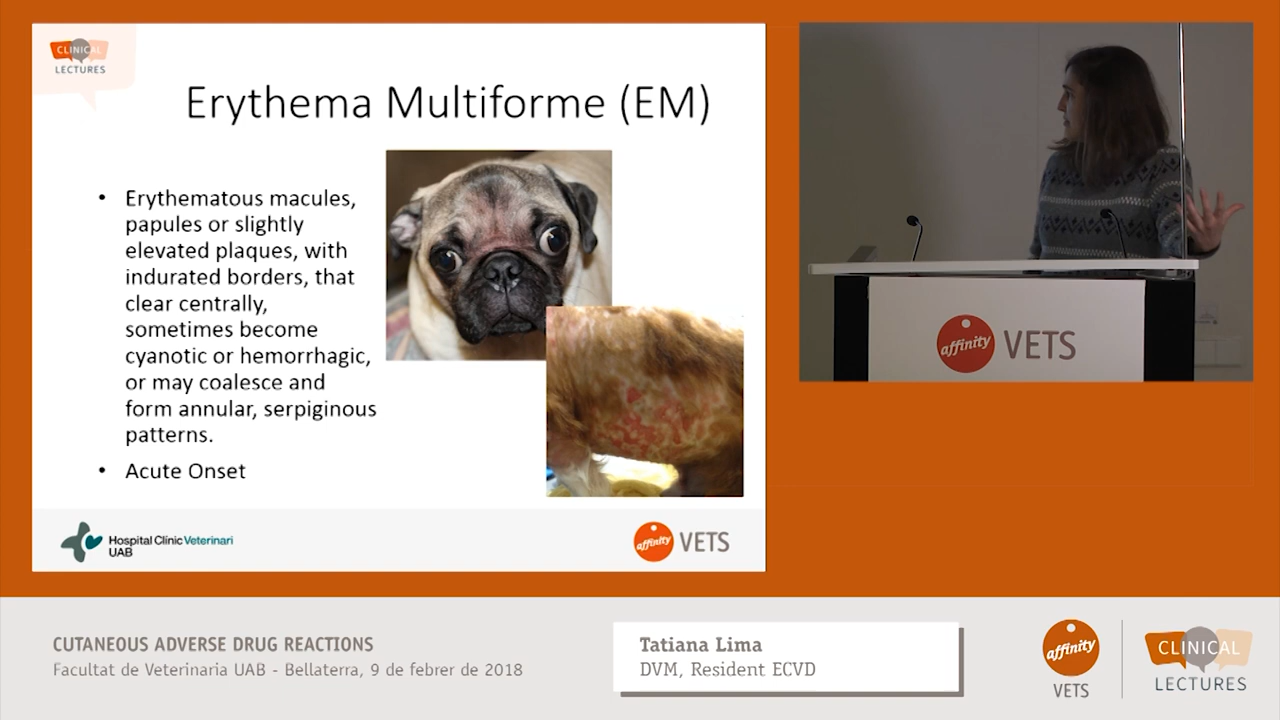 CLINICAL
LECTURES
Erythema Multiforme (EM)
• Erythematous macules,
papules or slightly
elevated plaques, with
indurated borders, that
clear centrally,
sometimes become
cyanotic or hemorrhagic,
or may coalesce and
form annular, serpiginous
patterns.
• Acute Onset
Hospital Clínic Veterinari
UAB
affinity VETS
affinity VETS
CUTANEOUS ADVERSE DRUG REACTIONS
Facultat de Veterinaria UAB - Bellaterra, 9 de febrer de 2018
Tatiana Lima
DVM, Resident ECVD
affinity
VETS
CLINICAL
LECTURES